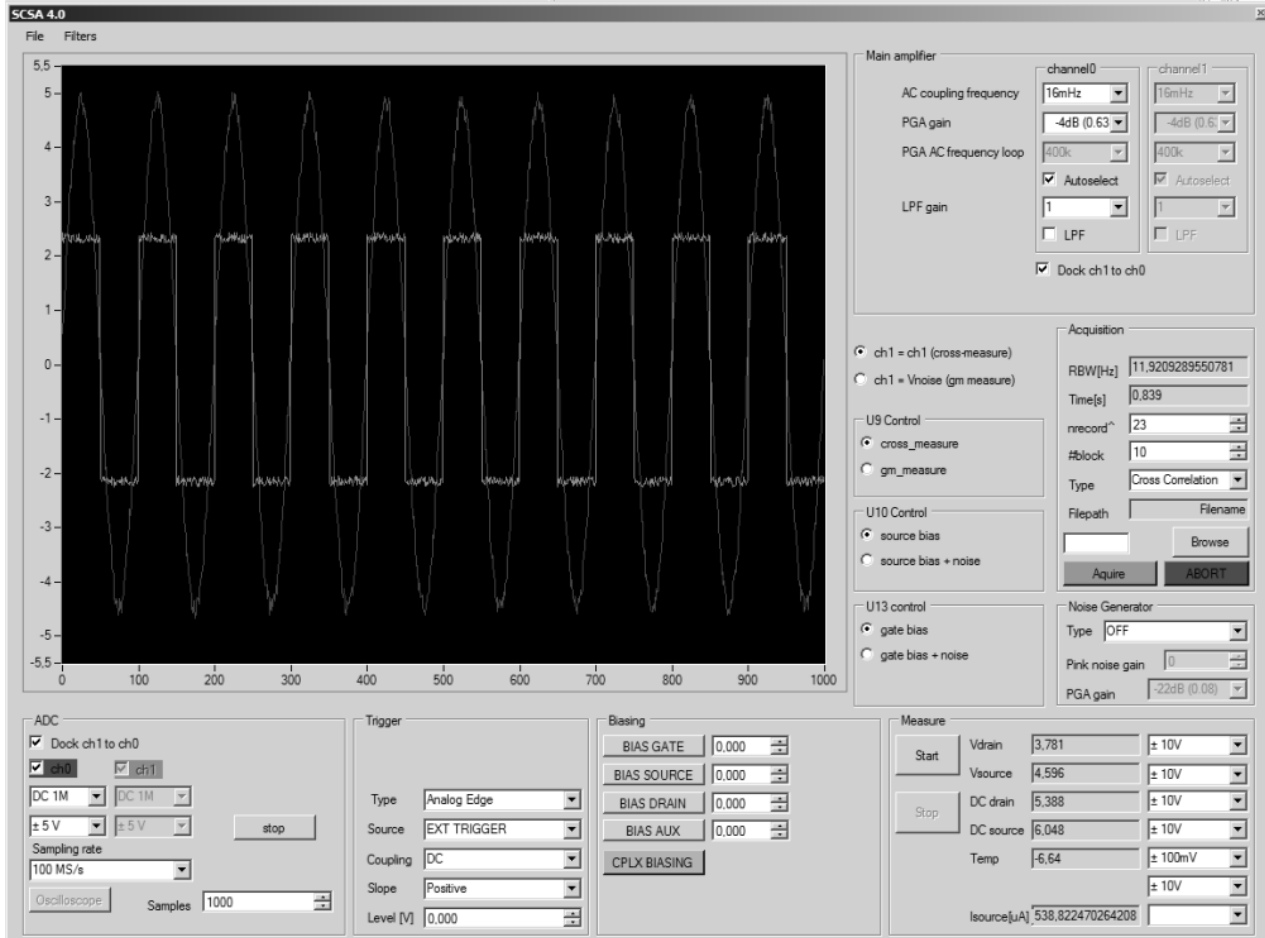 SCSA 4.0
File Filters
5,5
5
4
3
2
1
0
-1
-2
-3
-4
-5
-5,5
0 100 200 300 400 500 600 700 800 900 1000
Main amplifier
channel0 channel1
AC coupling frequency 16mHz 16mHz
PGA gain -4dB (0.63 -4dB (0.6
PGA AC frequency loop 400k 400k
Autoselect Autoselect
LPF gain 1 1
LPF LPF
Dock ch1 to ch0
ch1 = ch1 (cross-measure)
ch1 = Vnoise (gm measure)
U9 Control
cross_measure
gm_measure
U10 Control
source bias
source bias + noise
U13 control
gate bias
gate bias + noise
Acquisition
RBW[Hz] 11,9209289550781
Time[s] 0,839
nrecord^ 23
#block 10
Type Cross Correlation
Filepath Filename
Browse
Aquire ABORT
Noise Generator
Type OFF
Pink noise gain 0
PGA gain -22dB (0.08)
ADC
Dock ch1 to ch0
ch0 ch1
DC 1M DC 1M
± 5 V ± 5 V stop
Sampling rate
100 MS/s
Oscilloscope Samples 1000
Trigger
Type Analog Edge
Source EXT TRIGGER
Coupling DC
Slope Positive
Level [V] 0,000
Biasing
BIAS GATE 0,000
BIAS SOURCE 0,000
BIAS DRAIN 0,000
BIAS AUX 0,000
CPLX BIASING
Measure
Start
Stop
Vdrain 3,781 ± 10V
Vsource 4,596 ± 10V
DC drain 5,388 ± 10V
DC source 6,048 ± 10V
Temp -6,64 ± 100mV
± 10V
Isource[uA] 538,822470264208